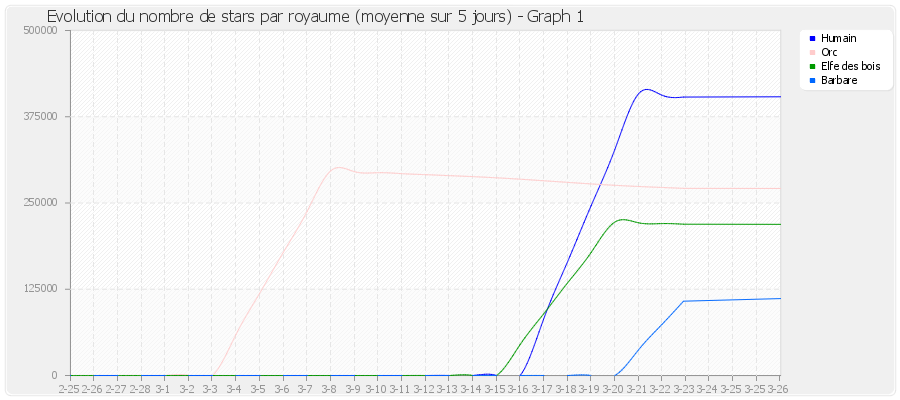 Evolution du nombre de stars par royaume (moyenne sur 5 jours) - Graph 1
500000
375000
250000
125000
0
2-25 2-26 2-27 2-28 3-1 3-2 3-3 3-4 3-5 3-6 3-7 3-8 3-9 3-10 3-11 3-12 3-13 3-14 3-15 3-16 3-17 3-18 3-19 3-20 3-21 3-22 3-23 3-24 3-25 3-25 3-26
Humain
Orc
Elfe des bois
Barbare